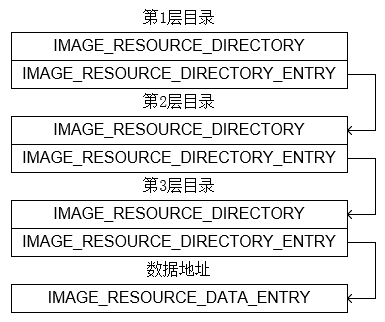 第1层目录
IMAGE_RESOURCE_DIRECTORY
IMAGE_RESOURCE_DIRECTORY_ENTRY
第2层目录
IMAGE_RESOURCE_DIRECTORY
IMAGE_RESOURCE_DIRECTORY_ENTRY
第3层目录
IMAGE_RESOURCE_DIRECTORY
IMAGE_RESOURCE_DIRECTORY_ENTRY
数据地址
IMAGE_RESOURCE_DATA_ENTRY